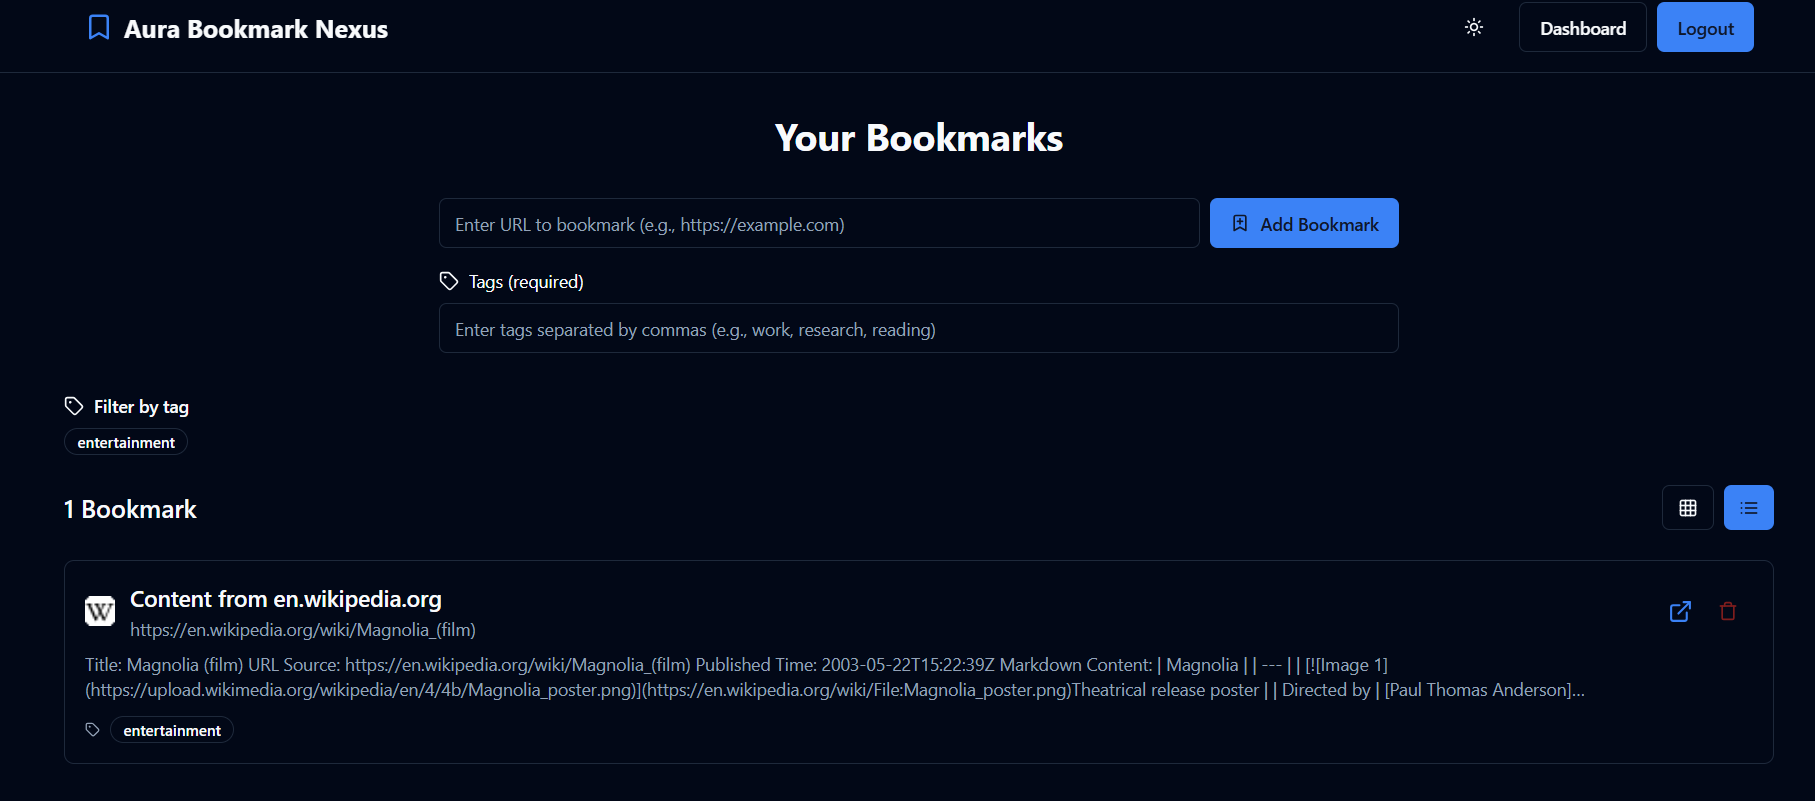 Aura Bookmark Nexus
Dashboard
Logout
Your Bookmarks
Enter URL to bookmark (e.g., https://example.com)
Add Bookmark
Tags (required)
Enter tags separated by commas (e.g., work, research, reading)
Filter by tag
entertainment
1 Bookmark
W
Content from en.wikipedia.org
https://en.wikipedia.org/wiki/Magnolia_(film)
Title: Magnolia (film) URL Source: https://en.wikipedia.org/wiki/Magnolia_(film) Published Time: 2003-05-22T15:22:39Z Markdown Content: | Magnolia | | --- | | [![Image 1]
(https://upload.wikimedia.org/wikipedia/en/4/4b/Magnolia_poster.png)](https://en.wikipedia.org/wiki/File:Magnolia_poster.png)Theatrical release poster | | Directed by | [Paul Thomas Anderson]...
entertainment